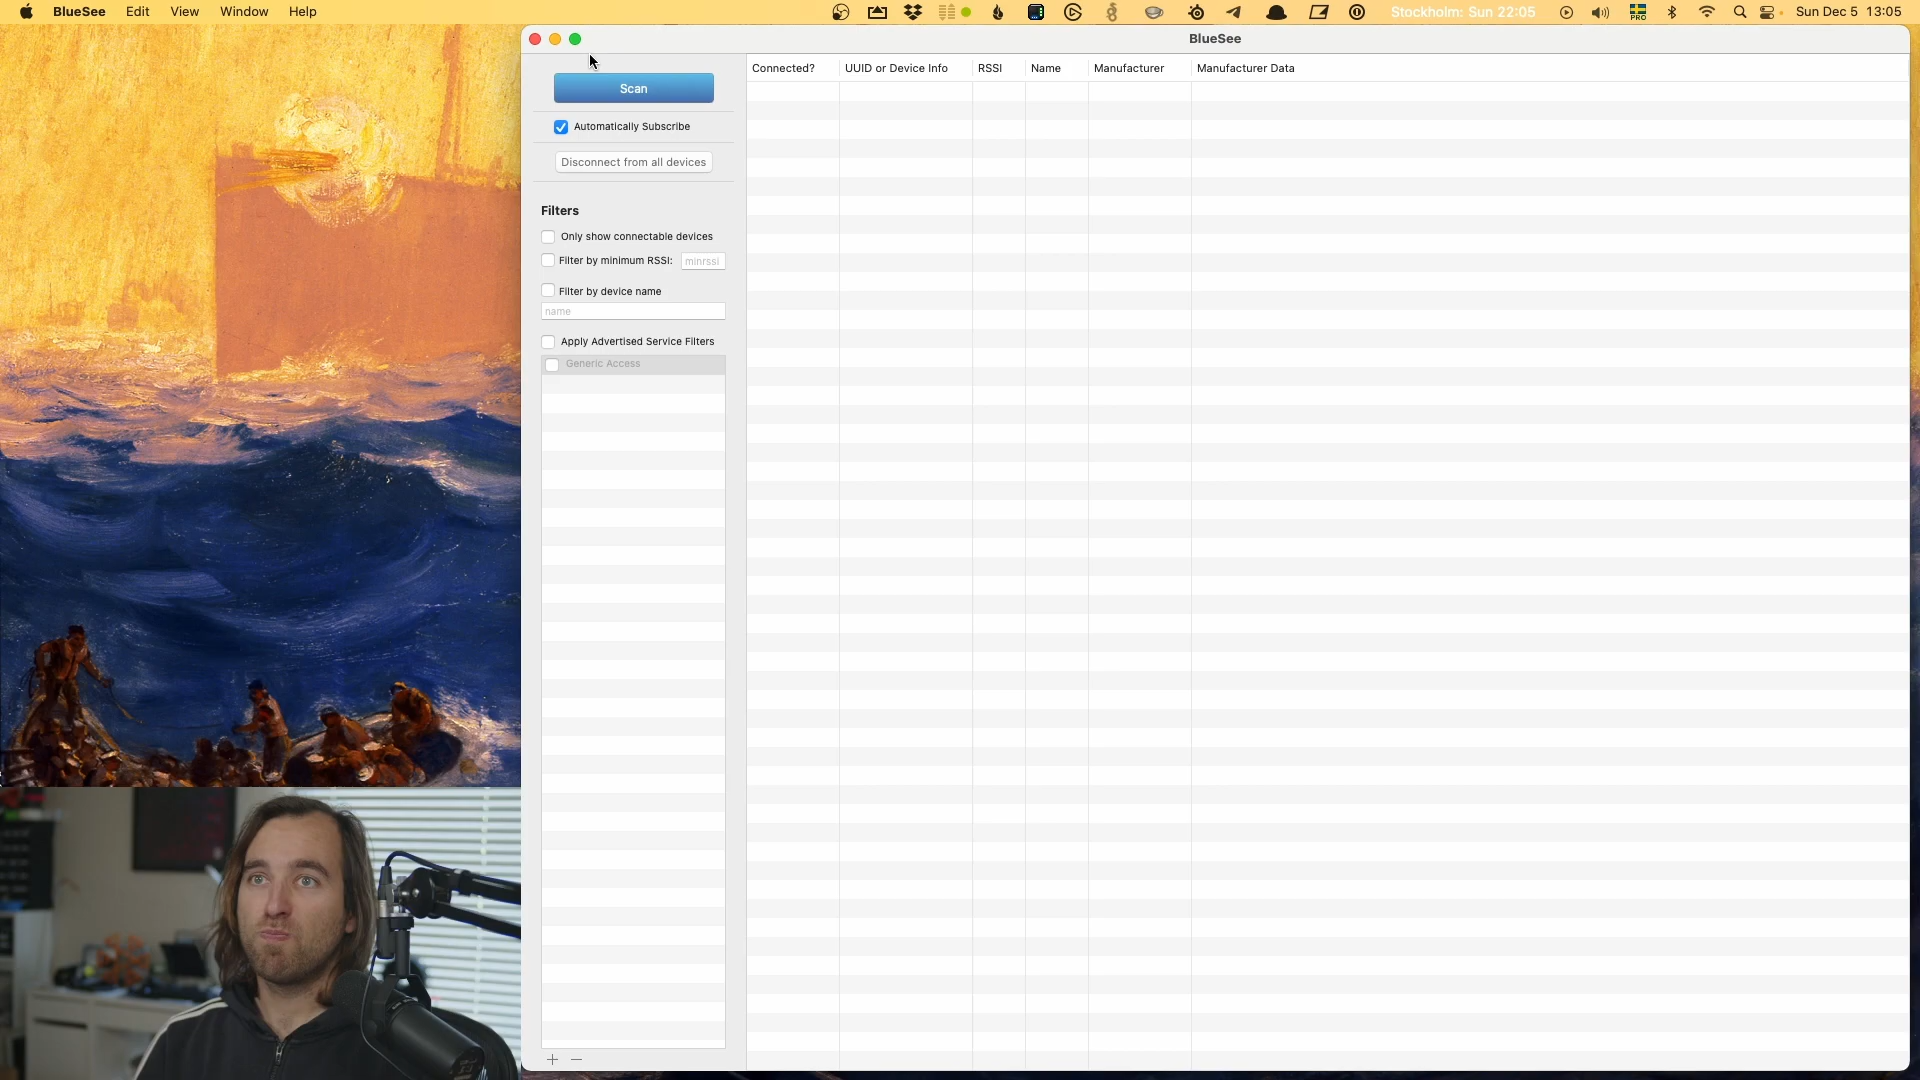 BlueSee Edit View Window Help
Stockholm: Sun 22:05
PRO
Sun Dec 5 13:05
BlueSee
Scan
Automatically Subscribe
Disconnect from all devices
Filters
Only show connectable devices
Filter by minimum RSSI: minrssi
Filter by device name
name
Apply Advertised Service Filters
Generic Access
Connected? UUID or Device Info RSSI Name Manufacturer Manufacturer Data